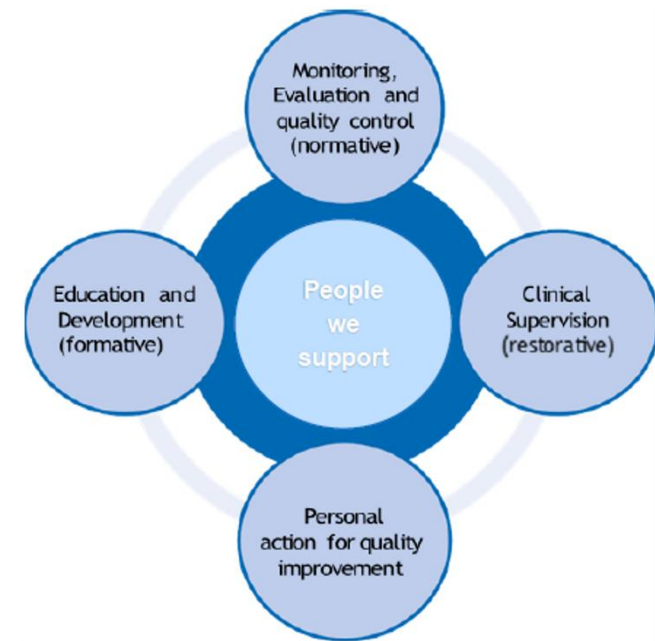 Monitoring,
Evaluation and
quality control
(normative)
Education and
Development
(formative)
People
we
support
Clinical
Supervision
(restorative)
Personal
action for quality
improvement